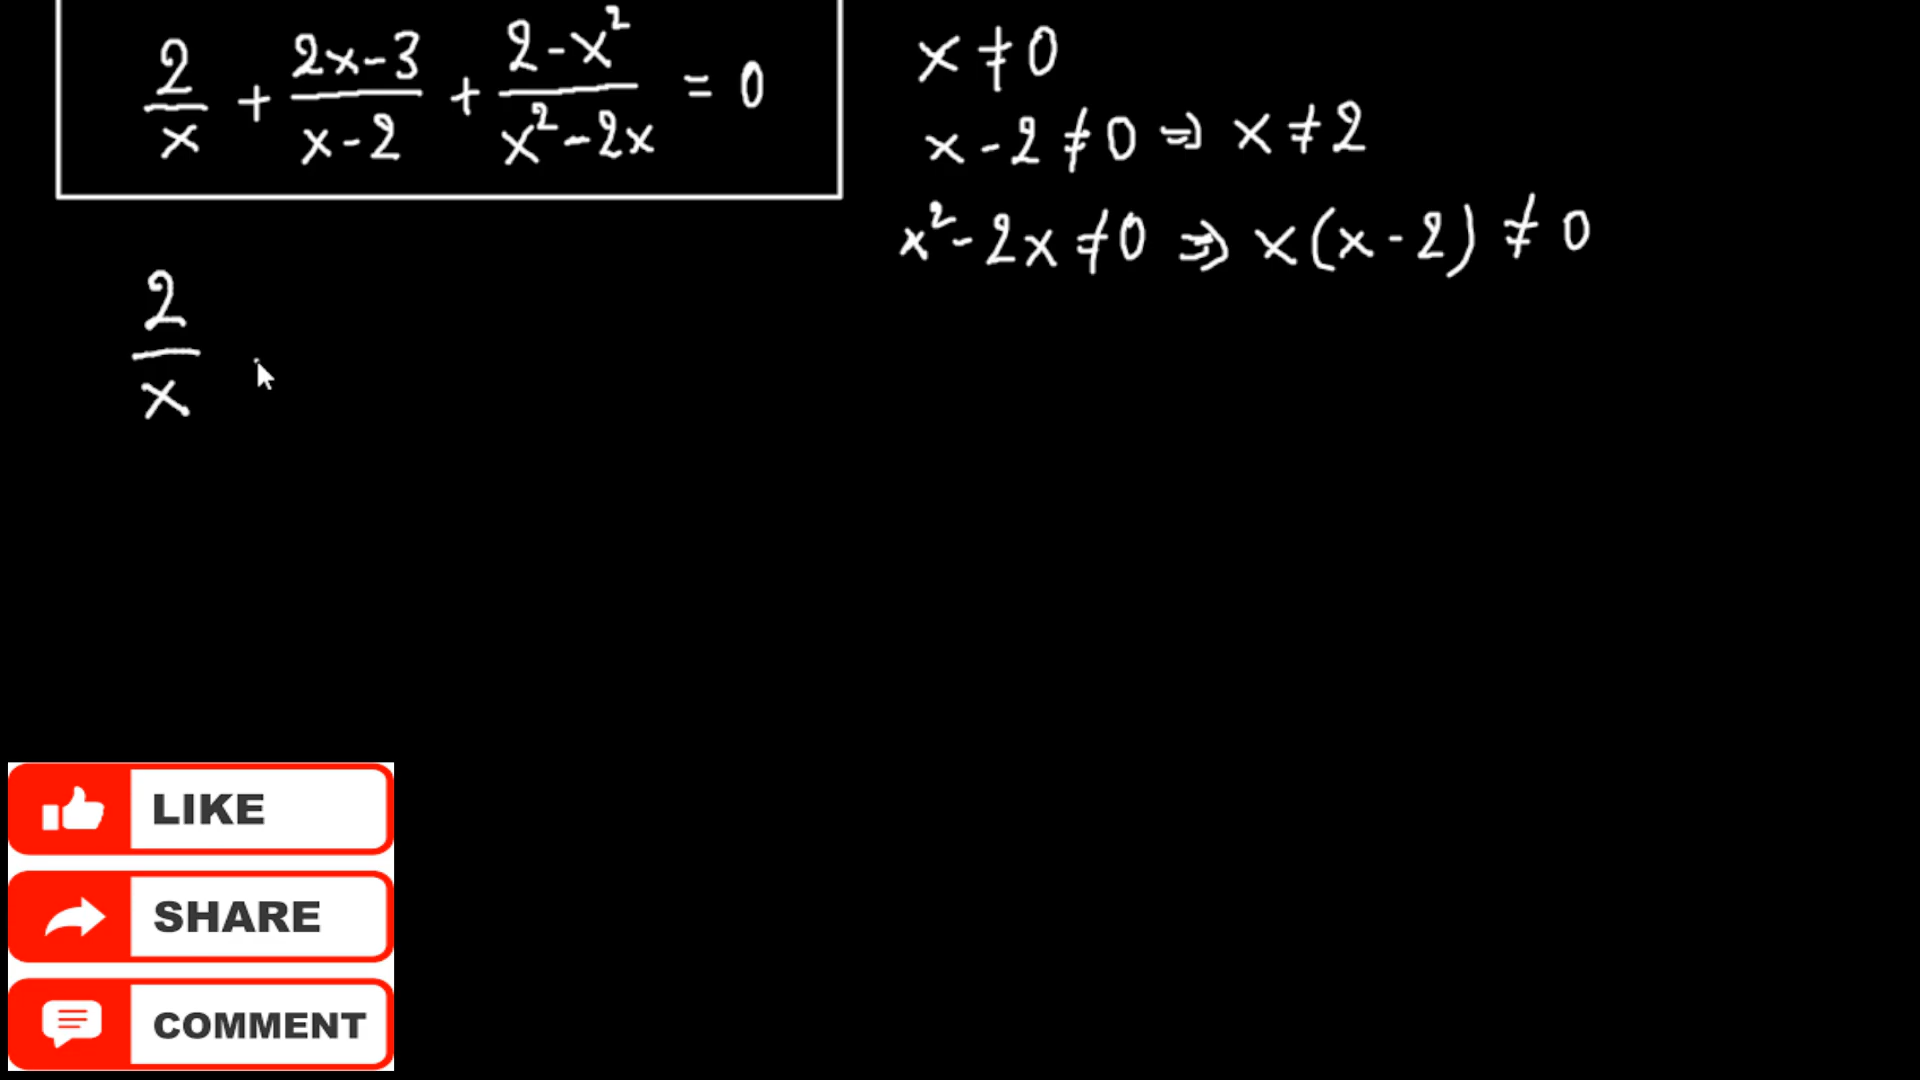 2/x + (2x-3)/(x-2) + (2-x²)/(x²-2x) = 0
x ≠ 0
x - 2 ≠ 0 ⇒ x ≠ 2
x² - 2x ≠ 0 ⇒ x(x - 2) ≠ 0
2/x
LIKE
SHARE
COMMENT